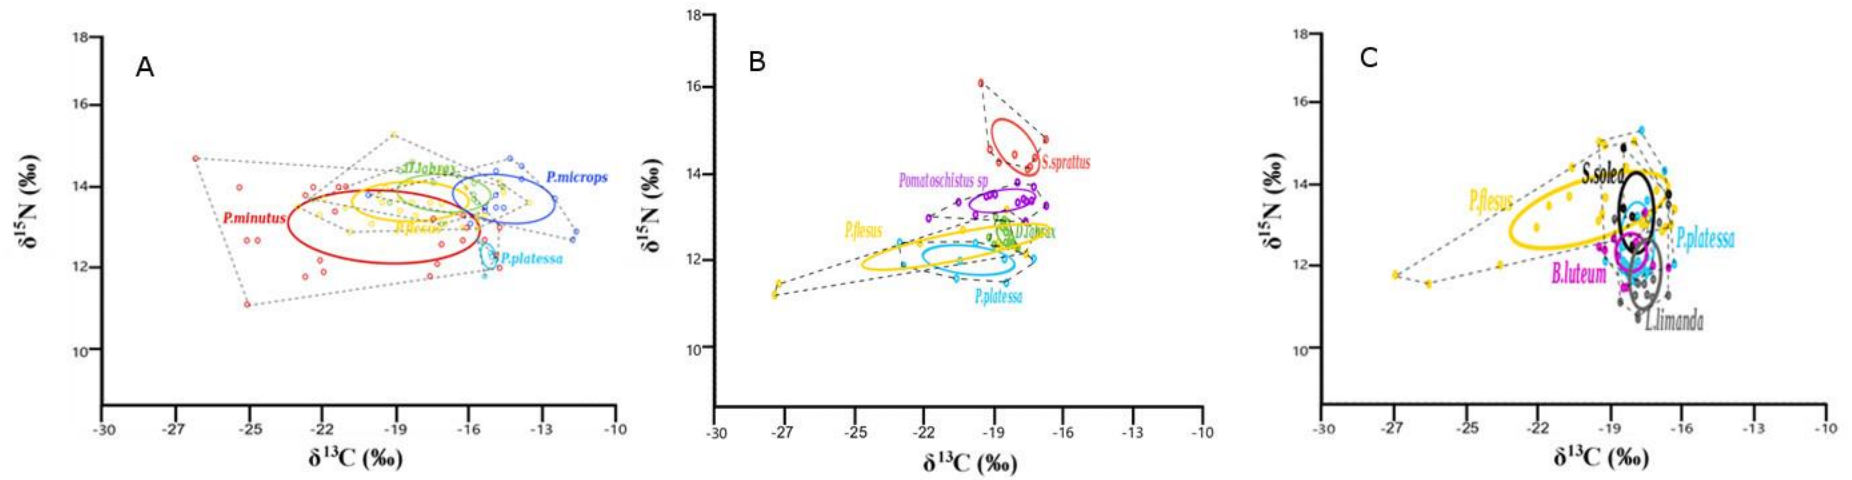 A
18
16
14
12
10
δ¹⁵N (‰)
D.labrax
P.microps
P.minutus
P.flesus
P.platessa
-30 -27 -25 -22 -19 -16 -13 -10
δ¹³C (‰)
B
18
16
14
12
10
δ¹⁵N (‰)
S.sprattus
Pomatoschistus sp
P.flesus
D.labrax
P.platessa
-30 -27 -25 -22 -19 -16 -13 -10
δ¹³C (‰)
C
18
16
14
12
10
δ¹⁵N (‰)
S.solea
P.flesus
P.platessa
B.luteum
L.limanda
-30 -27 -25 -22 -19 -16 -13 -10
δ¹³C (‰)